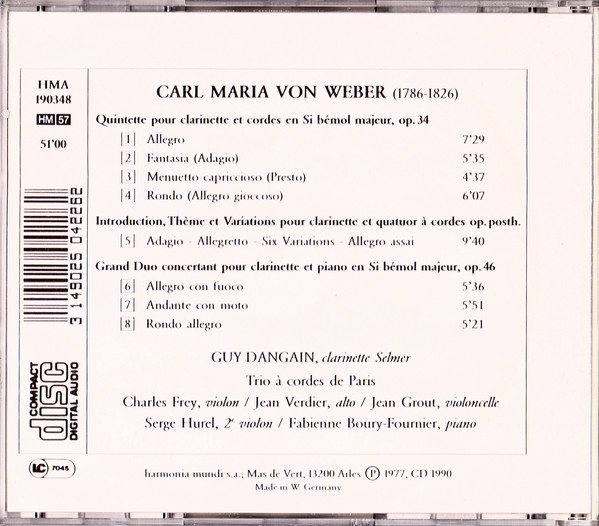 HMA
190348
HM 57
51'00
CARL MARIA VON WEBER (1786-1826)
Quintette pour clarinette et cordes en Si bémol majeur, op. 34
[1] Allegro 7'29
[2] Fantasia (Adagio) 5'35
[3] Menuetto capriccioso (Presto) 4'37
[4] Rondo (Allegro gioccoso) 6'07
Introduction, Thème et Variations pour clarinette et quatuor à cordes op. posth.
[5] Adagio - Allegretto - Six Variations - Allegro assai 9'40
Grand Duo concertant pour clarinette et piano en Si bémol majeur, op. 46
[6] Allegro con fuoco 5'36
[7] Andante con moto 5'51
[8] Rondo allegro 5'21
GUY DANGAIN, clarinette Selmer
Trio à cordes de Paris
Charles Frey, violon / Jean Verdier, alto / Jean Grout, violoncelle
Serge Hurel, 2e violon / Fabienne Boury-Fournier, piano
3 149025 042262
COMPACT
disc
DIGITAL AUDIO
LC 7045
harmonia mundi s.a., Mas de Vert, 13200 Arles ℗ 1977, CD 1990
Made in W. Germany